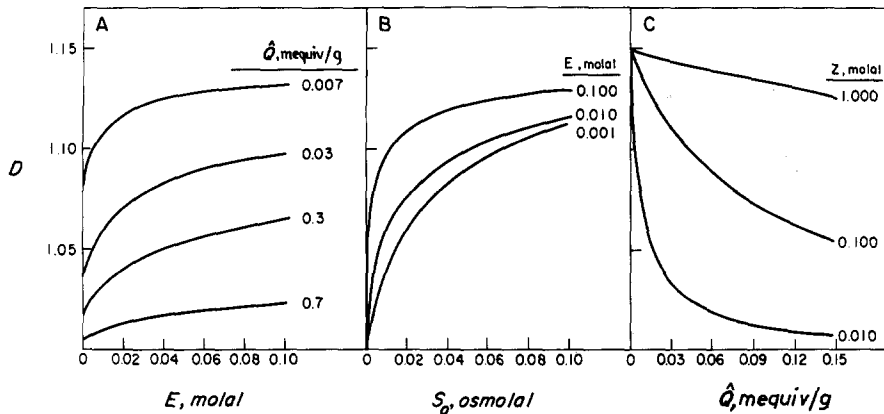 A
B
C
1.15
1.10
1.05
D
Q̂, mequiv/g
0.007
0.03
0.3
0.7
E, molal
0.100
0.010
0.001
Z, molal
1.000
0.100
0.010
0 0.02 0.04 0.06 0.08 0.10
0 0.02 0.04 0.06 0.08 0.10
0 0.03 0.06 0.09 0.12 0.15
E, molal
S₀, osmolal
Q̂, mequiv/g